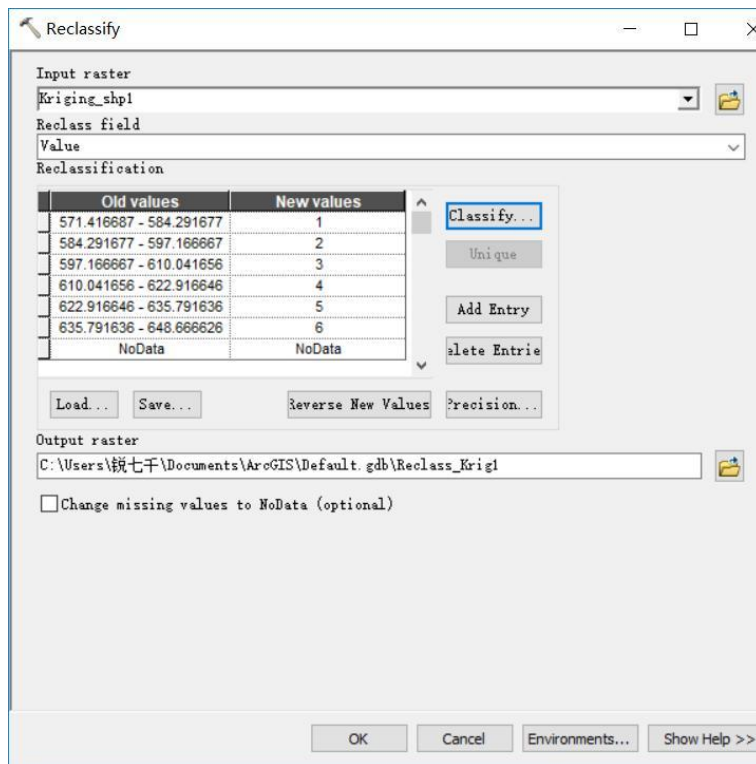 Reclassify
Input raster
Kriging_shp1
Reclass field
Value
Reclassification
Old values New values
571.416687 - 584.291677 1
584.291677 - 597.166667 2
597.166667 - 610.041656 3
610.041656 - 622.916646 4
622.916646 - 635.791636 5
635.791636 - 648.666626 6
NoData NoData
Classify...
Unique
Add Entry
elete Entrie
Load... Save... Reverse New Values Precision...
Output raster
C:\Users\锐七千\Documents\ArcGIS\Default.gdb\Reclass_Krig1
Change missing values to NoData (optional)
OK Cancel Environments... Show Help >>